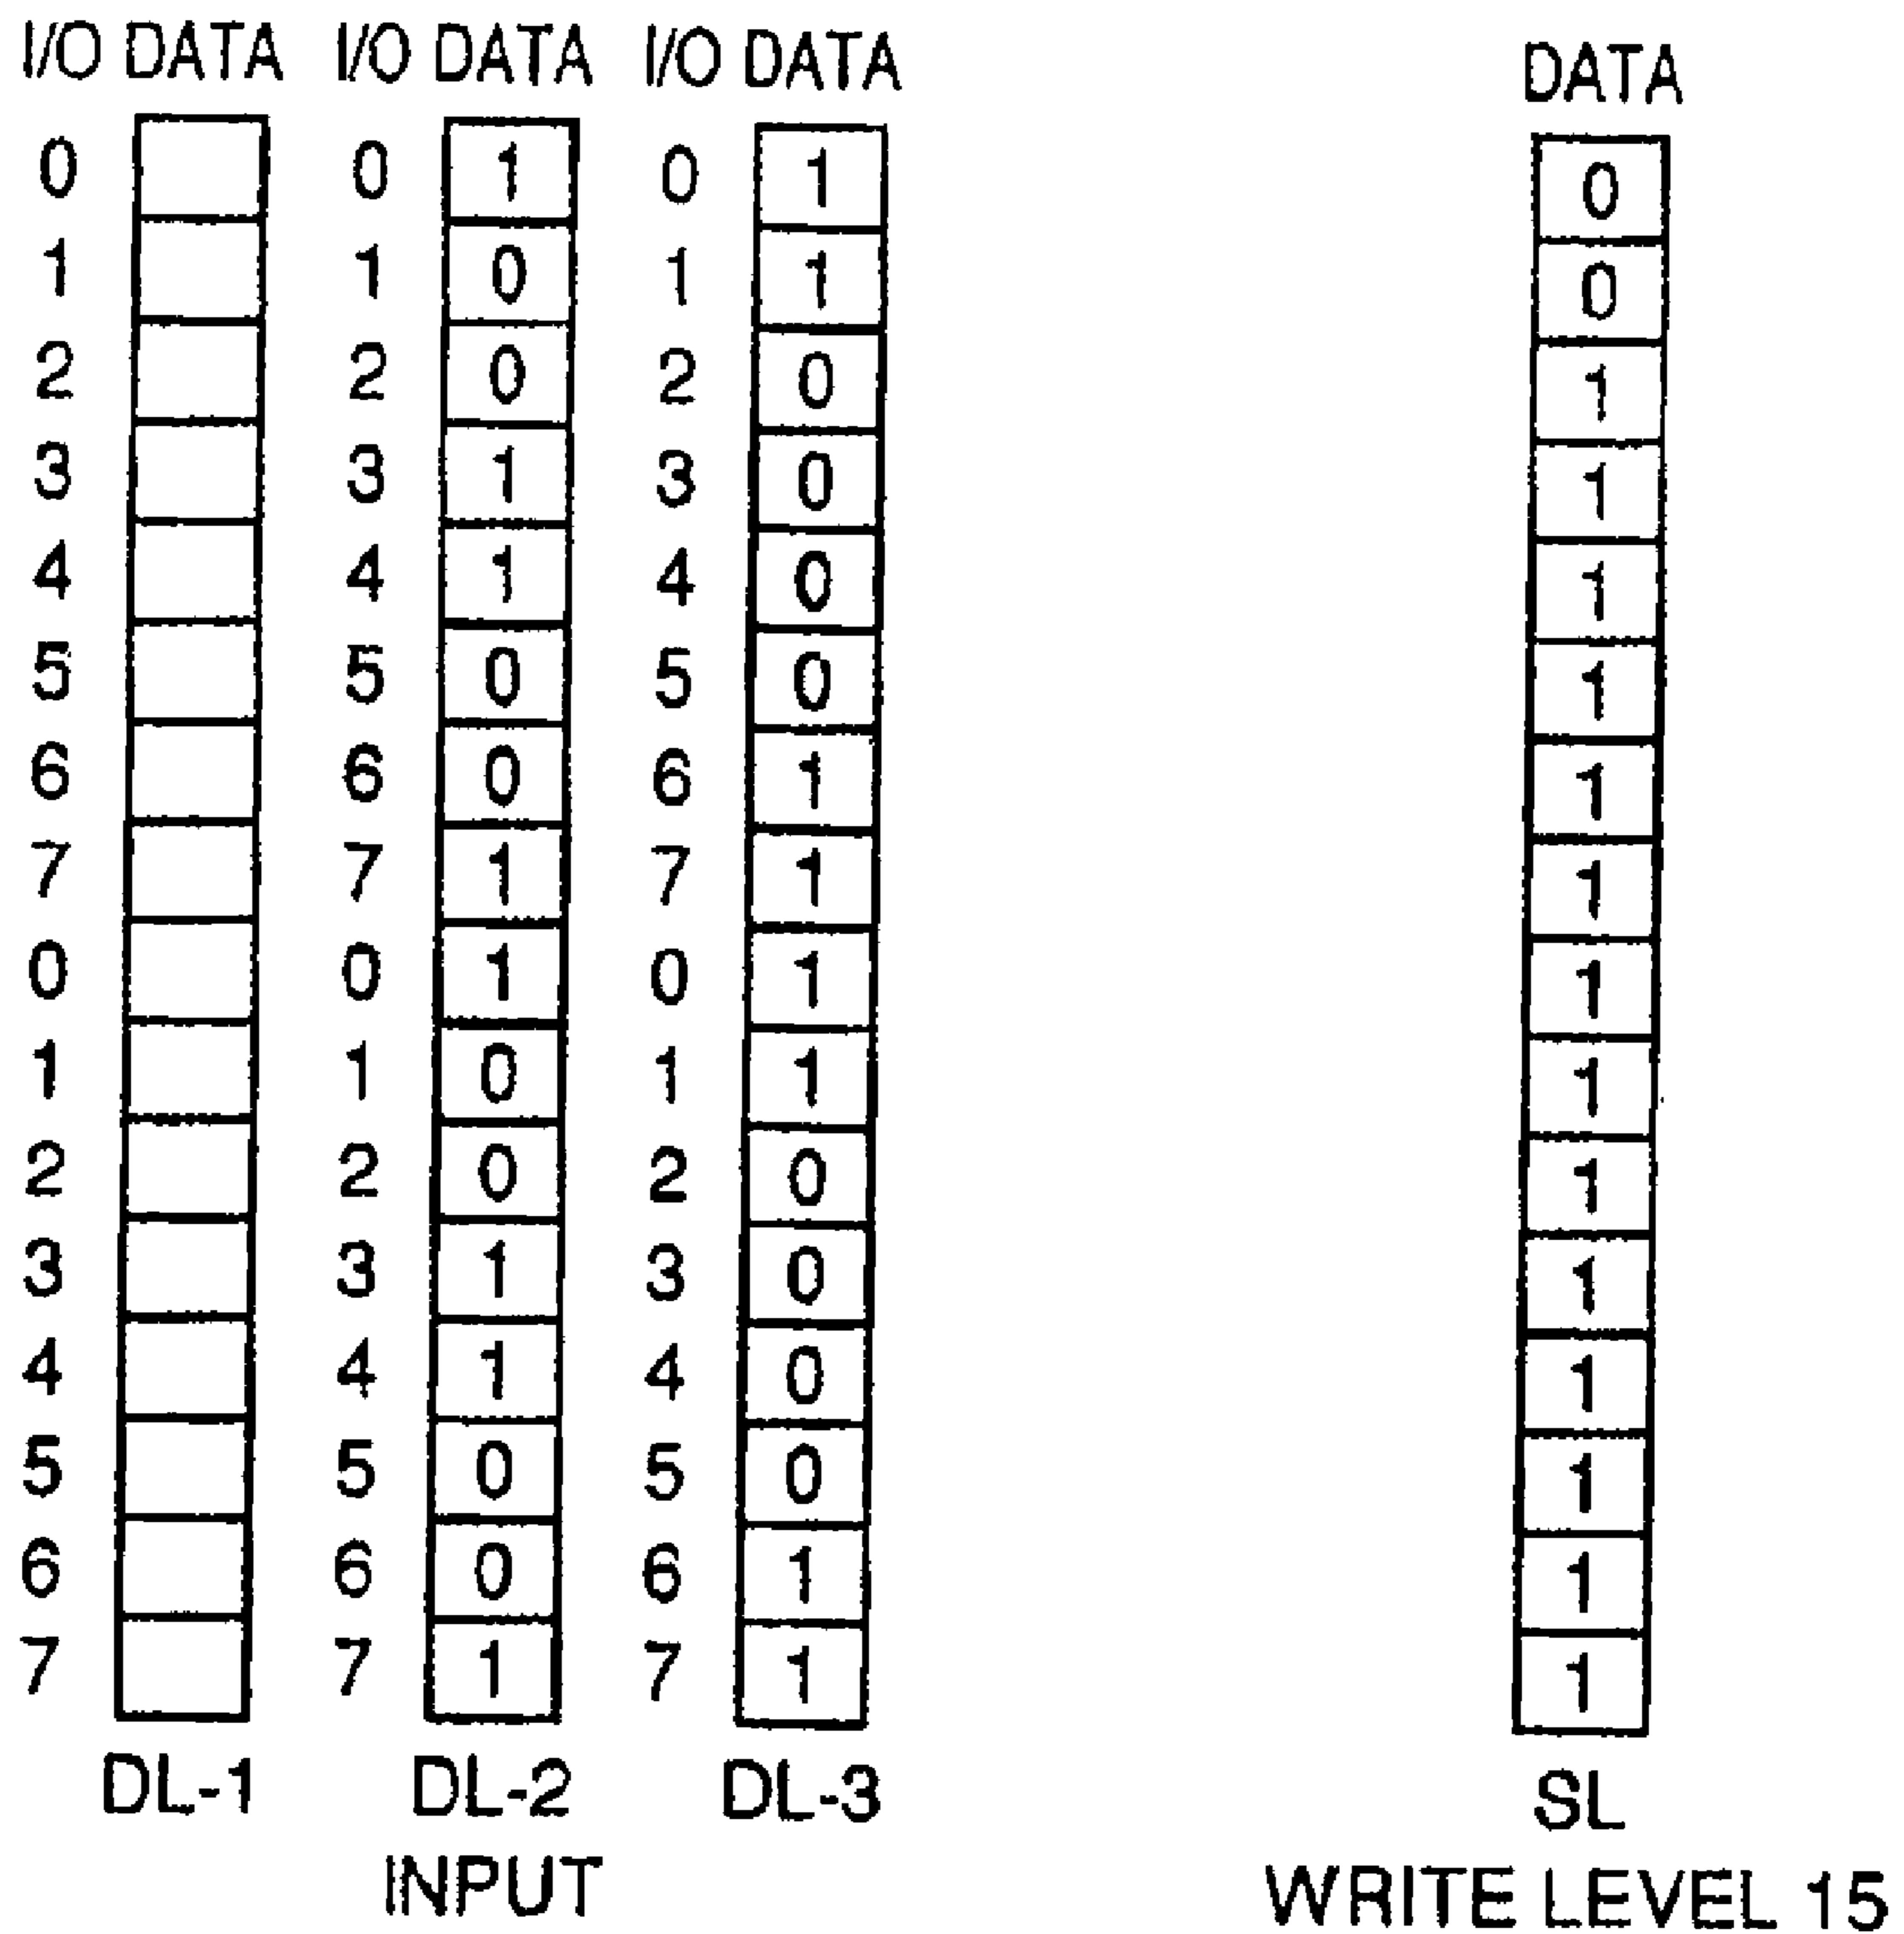 I/O DATA I/O DATA I/O DATA DATA
0 0 1 0 1 0
1 1 0 1 1 0
2 2 0 2 0 1
3 3 1 3 0 1
4 4 1 4 0 1
5 5 0 5 0 1
6 6 0 6 1 1
7 7 1 7 1 1
0 0 1 0 1 1
1 1 0 1 1 1
2 2 0 2 0 1
3 3 1 3 0 1
4 4 1 4 0 1
5 5 0 5 0 1
6 6 0 6 1 1
7 7 1 7 1 1
DL-1 DL-2 DL-3 SL
INPUT WRITE LEVEL 15